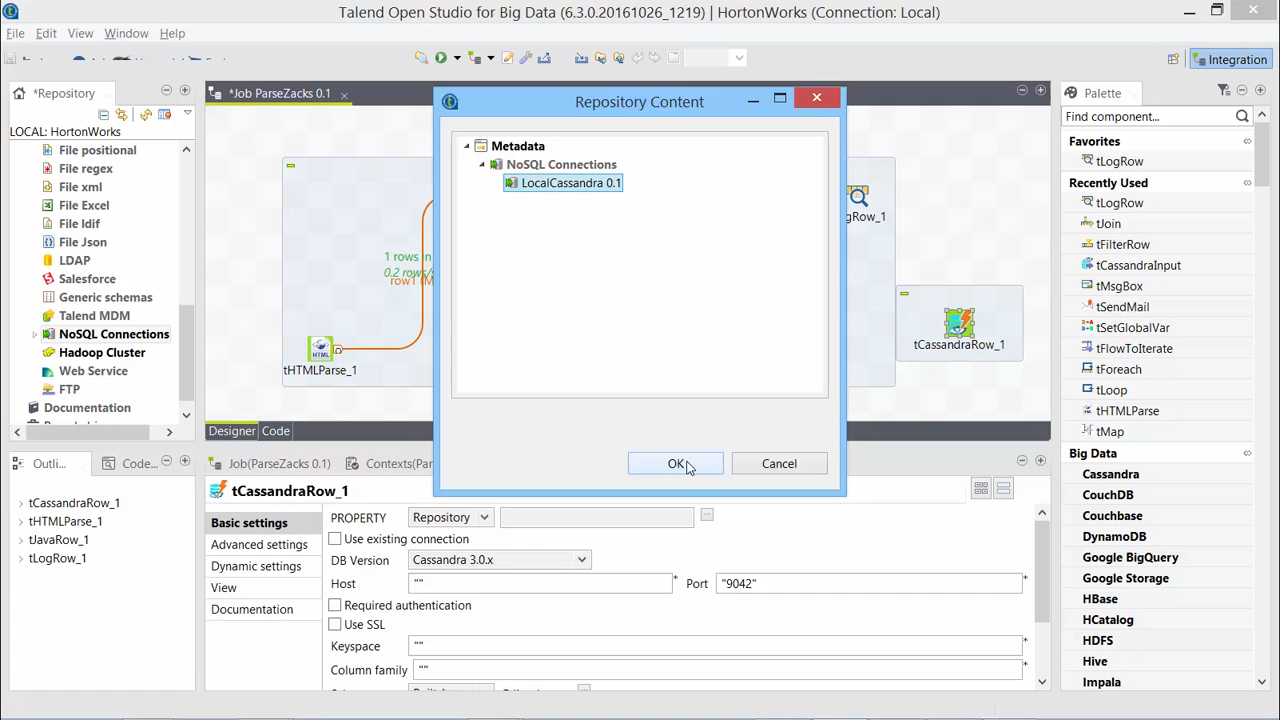 Talend Open Studio for Big Data (6.3.0.20161026_1219) | HortonWorks (Connection: Local)
File Edit View Window Help
Integration
*Repository
LOCAL: HortonWorks
File positional
File regex
File xml
File Excel
File ldif
File Json
LDAP
Salesforce
Generic schemas
Talend MDM
NoSQL Connections
Hadoop Cluster
Web Service
FTP
Documentation
*Job ParseZacks 0.1
1 rows in
0.2 rows/
row1 (M
HTML
tHTMLParse_1
gRow_1
tCassandraRow_1
Designer Code
Repository Content
Metadata
NoSQL Connections
LocalCassandra 0.1
OK
Cancel
Palette
Find component...
Favorites
tLogRow
Recently Used
tLogRow
tJoin
tFilterRow
tCassandraInput
tMsgBox
tSendMail
tSetGlobalVar
tFlowToIterate
tForeach
tLoop
tHTMLParse
tMap
Big Data
Cassandra
CouchDB
Couchbase
DynamoDB
Google BigQuery
Google Storage
HBase
HCatalog
HDFS
Hive
Impala
Outli...
Code...
tCassandraRow_1
tHTMLParse_1
tJavaRow_1
tLogRow_1
Job(ParseZacks 0.1)
Contexts(Par
tCassandraRow_1
Basic settings
Advanced settings
Dynamic settings
View
Documentation
PROPERTY Repository ...
Use existing connection
DB Version Cassandra 3.0.x
Host "" * Port "9042" *
Required authentication
Use SSL
Keyspace "" *
Column family "" *